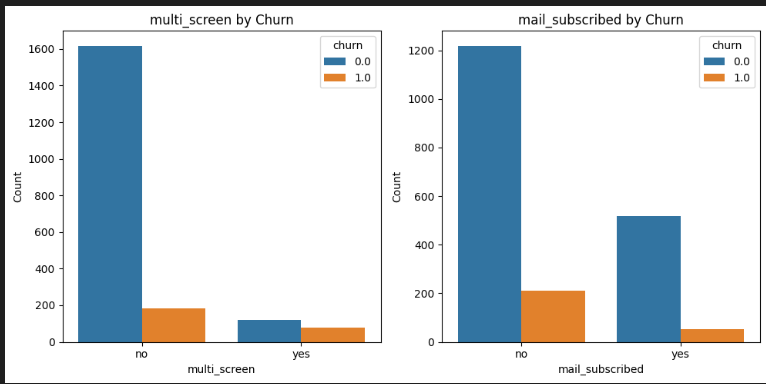 multi_screen by Churn
1600
1400
1200
1000
800
600
400
200
0
Count
no
yes
multi_screen
churn
0.0
1.0
mail_subscribed by Churn
1200
1000
800
600
400
200
0
Count
no
yes
mail_subscribed
churn
0.0
1.0